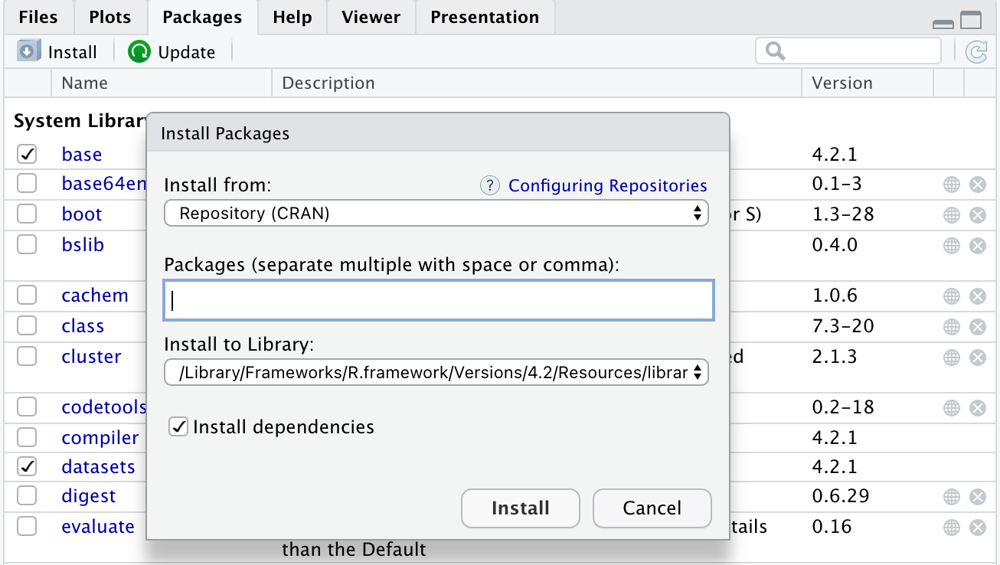 Files Plots Packages Help Viewer Presentation
Install Update
Name Description Version
System Library
Install Packages
base 4.2.1
Install from: ? Configuring Repositories
base64en 0.1-3
Repository (CRAN)
boot or S) 1.3-28
bslib 0.4.0
Packages (separate multiple with space or comma):
cachem 1.0.6
class 7.3-20
Install to Library:
cluster ed 2.1.3
/Library/Frameworks/R.framework/Versions/4.2/Resources/librar
codetools 0.2-18
Install dependencies
compiler 4.2.1
datasets 4.2.1
digest 0.6.29
Install Cancel
evaluate tails 0.16
than the Default